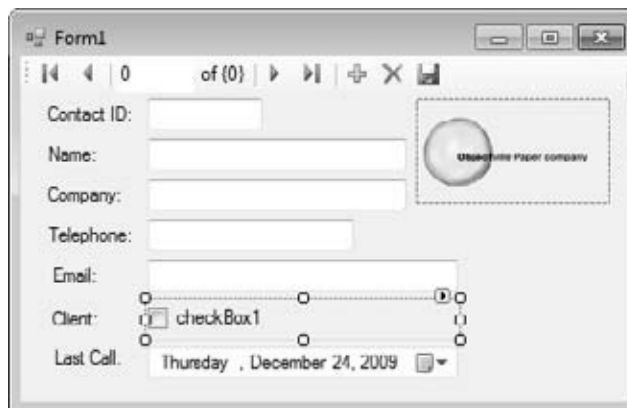 Form1
0 of {0}
Contact ID:
Name:
Paper company
Company:
Telephone:
Email:
Client: checkBox1
Last Call. Thursday , December 24, 2009